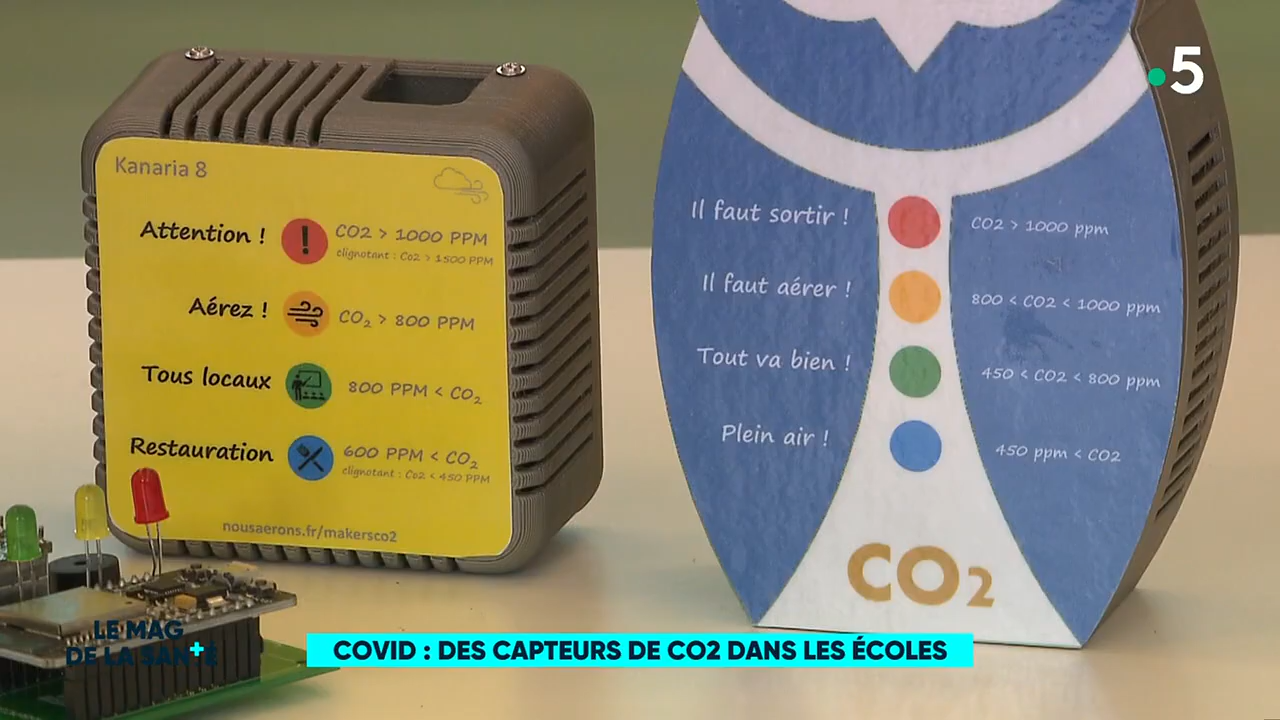 5
Kanaria 8
Attention ! ! CO2 > 1000 PPM
clignotant : Co2 > 1500 PPM
Aérez ! CO₂ > 800 PPM
Tous locaux 800 PPM < CO₂
Restauration 600 PPM < CO₂
clignotant : Co2 < 450 PPM
nousaerons.fr/makersco2
Il faut sortir ! CO2 > 1000 ppm
Il faut aérer ! 800 < CO2 < 1000 ppm
Tout va bien ! 450 < CO2 < 800 ppm
Plein air ! 450 ppm < CO2
CO2
LE MAG
DE LA SANTÉ
COVID : DES CAPTEURS DE CO2 DANS LES ÉCOLES